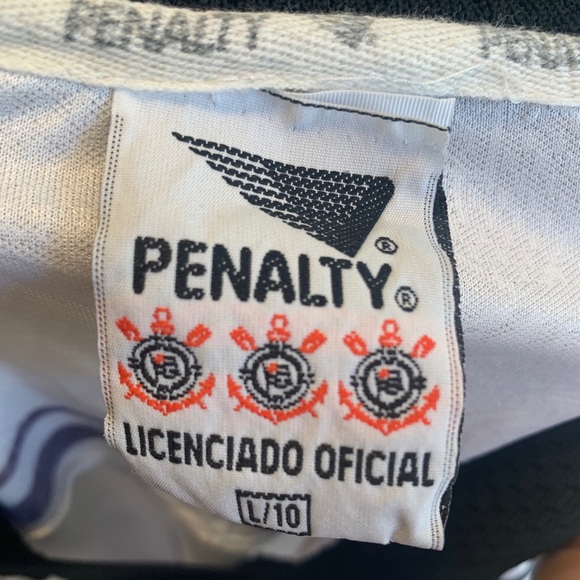 PENALTY
PENALTY®
LICENCIADO OFICIAL
L/10